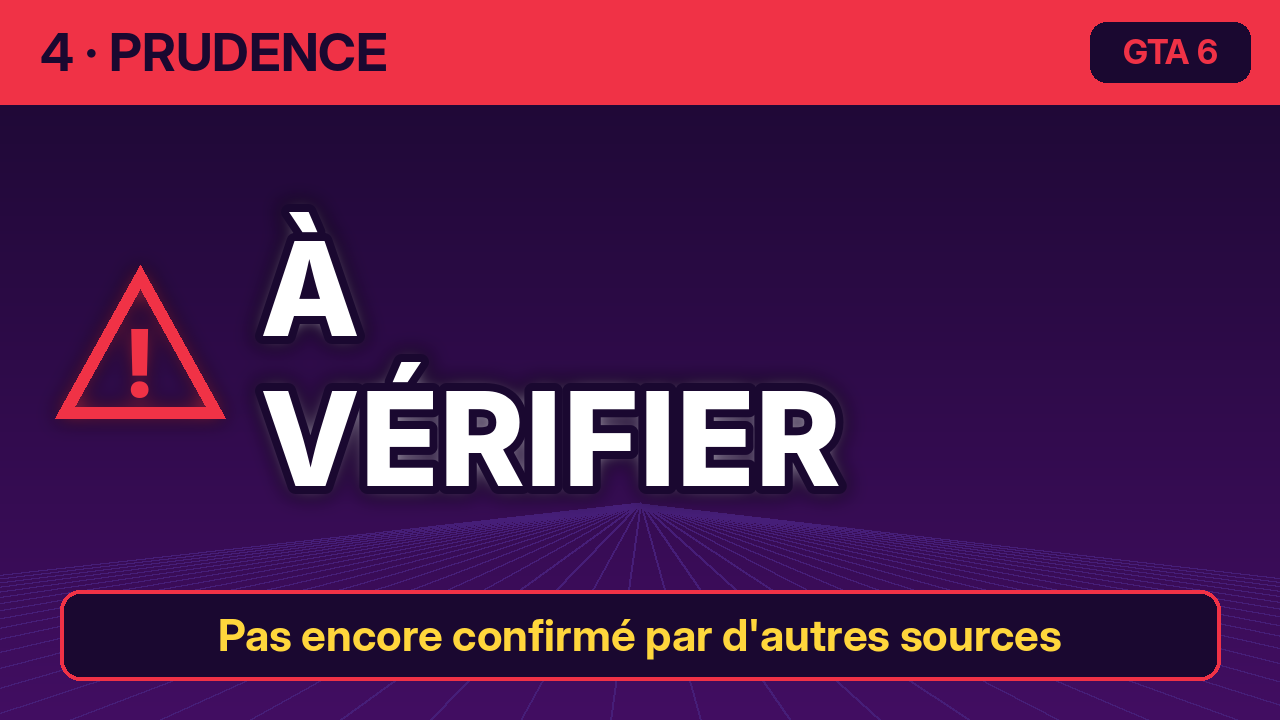 4 · PRUDENCE
GTA 6
À
VÉRIFIER
!
Pas encore confirmé par d'autres sources